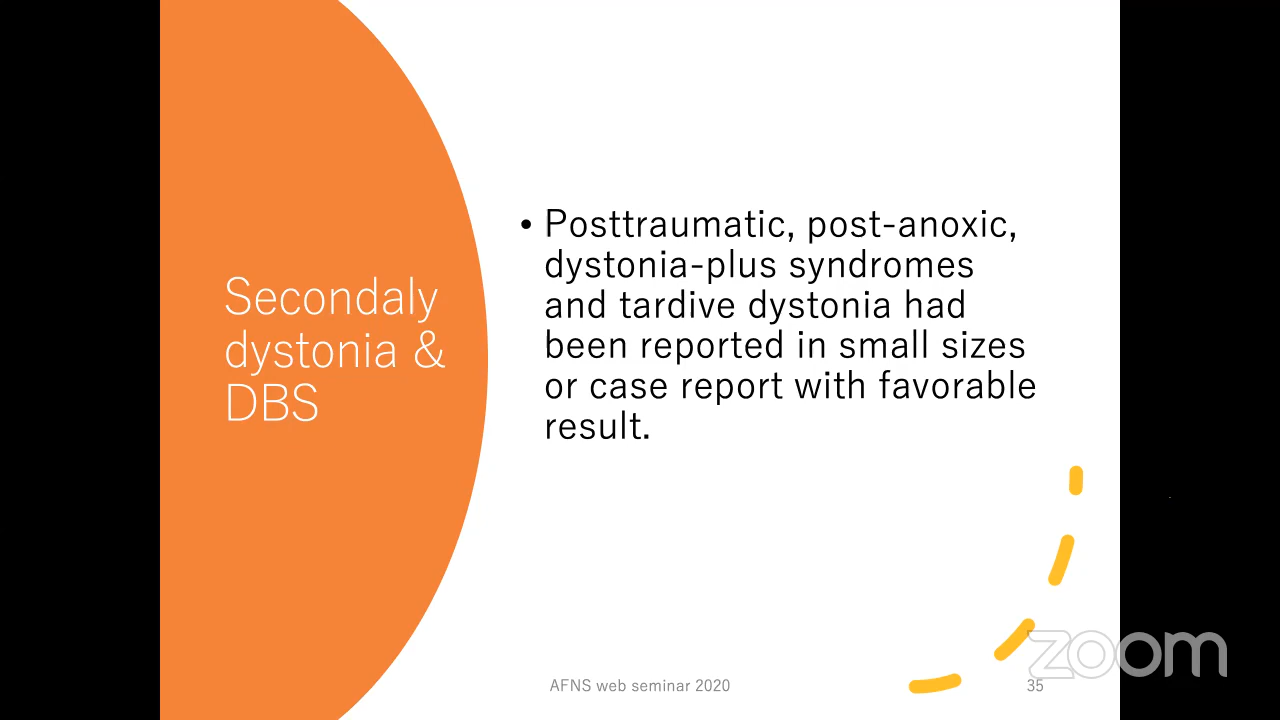 Secondaly
dystonia &
DBS
• Posttraumatic, post-anoxic,
dystonia-plus syndromes
and tardive dystonia had
been reported in small sizes
or case report with favorable
result.
AFNS web seminar 2020
35
zoom